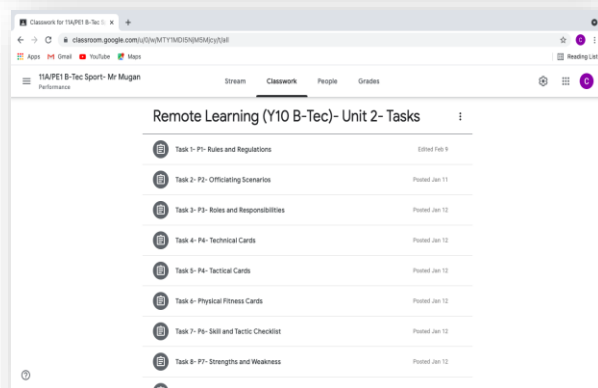 Classwork for 11A/PE1 B-Tec S
classroom.google.com/u/0/w/MTY1MDI5NjM5Mjcy/t/all
Apps Gmail YouTube Maps Reading List
11A/PE1 B-Tec Sport- Mr Mugan
Performance
Stream Classwork People Grades
C
C
Remote Learning (Y10 B-Tec)- Unit 2- Tasks
Task 1- P1- Rules and Regulations Edited Feb 9
Task 2- P2- Officiating Scenarios Posted Jan 11
Task 3- P3- Roles and Responsibilities Posted Jan 12
Task 4- P4- Technical Cards Posted Jan 12
Task 5- P4- Tactical Cards Posted Jan 12
Task 6- Physical Fitness Cards Posted Jan 12
Task 7- P6- Skill and Tactic Checklist Posted Jan 12
Task 8- P7- Strengths and Weakness Posted Jan 12